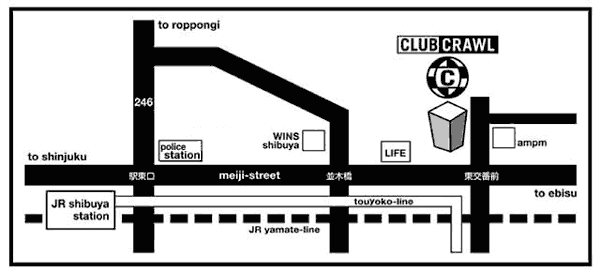 to roppongi
CLUB CRAWL
C
246
police
station
WINS
shibuya
LIFE
ampm
to shinjuku
駅東口
meiji-street
並木橋
東交番前
to ebisu
JR shibuya
station
touyoko-line
JR yamate-line